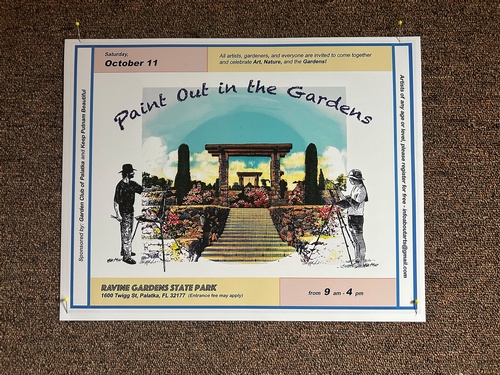 Saturday,
October 11
All artists, gardeners, and everyone are invited to come together
and celebrate Art, Nature, and the Gardens!
Paint Out in the Gardens
Sponsored by: Garden Club of Palatka and Keep Putnam Beautiful
Artists of any age or level, please register for free - infoaboutarts@gmail.com
RAVINE GARDENS STATE PARK
1600 Twigg St, Palatka, FL 32177 (Entrance fee may apply)
from 9 am - 4 pm